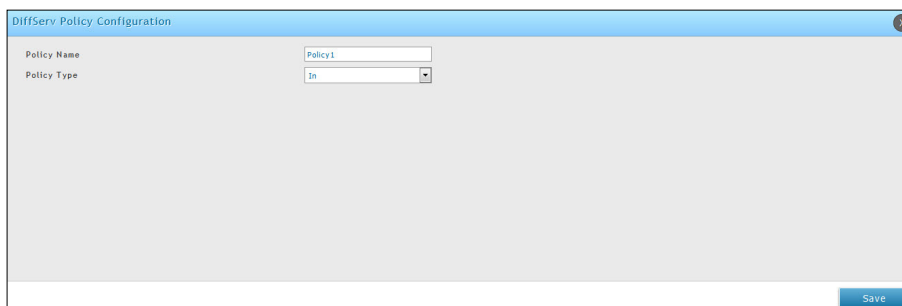 DiffServ Policy Configuration
Policy Name
Policy1
Policy Type
In
Save